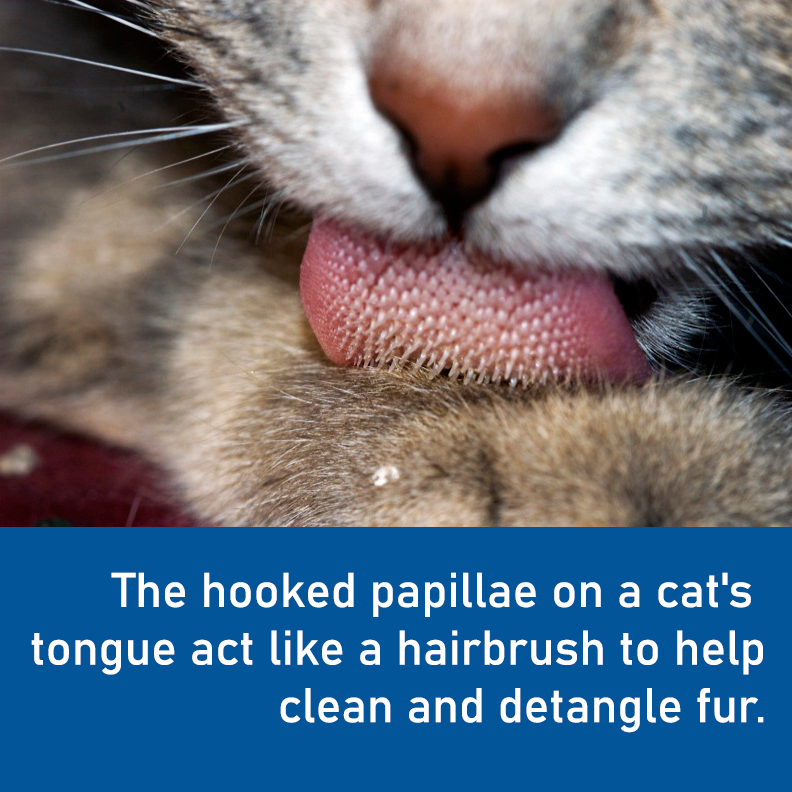 The hooked papillae on a cat's
tongue act like a hairbrush to help
clean and detangle fur.